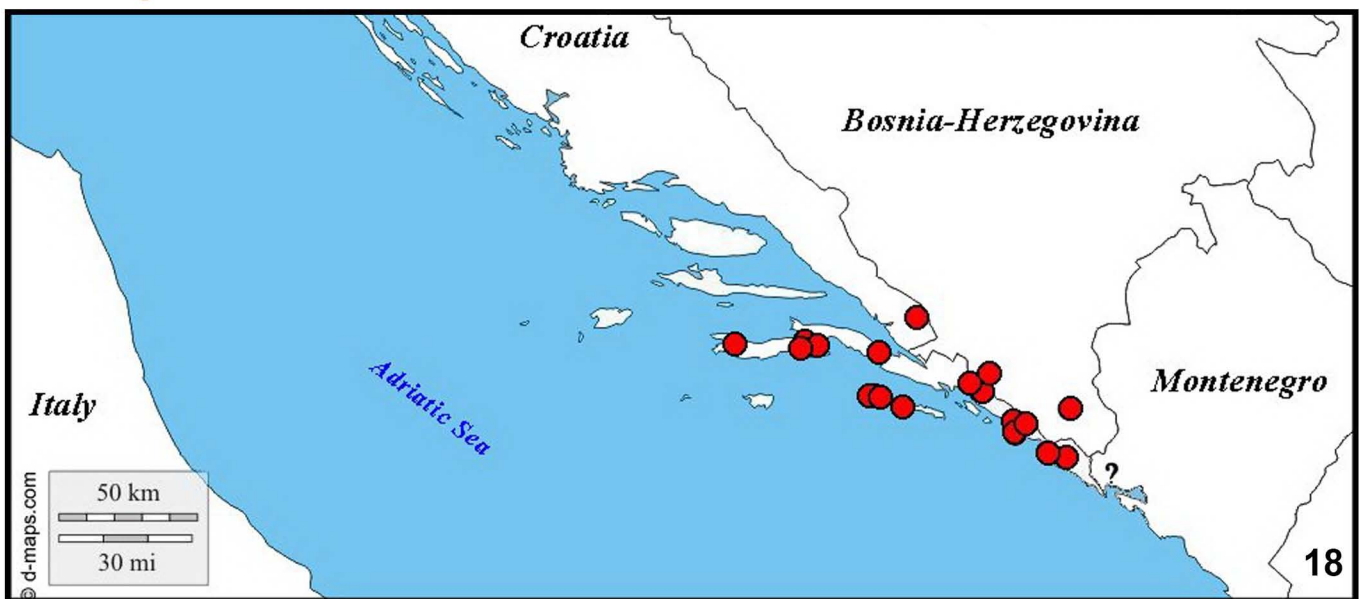 Croatia
Bosnia-Herzegovina
Montenegro
Italy
Adriatic Sea
?
50 km
30 mi
© d-maps.com
18